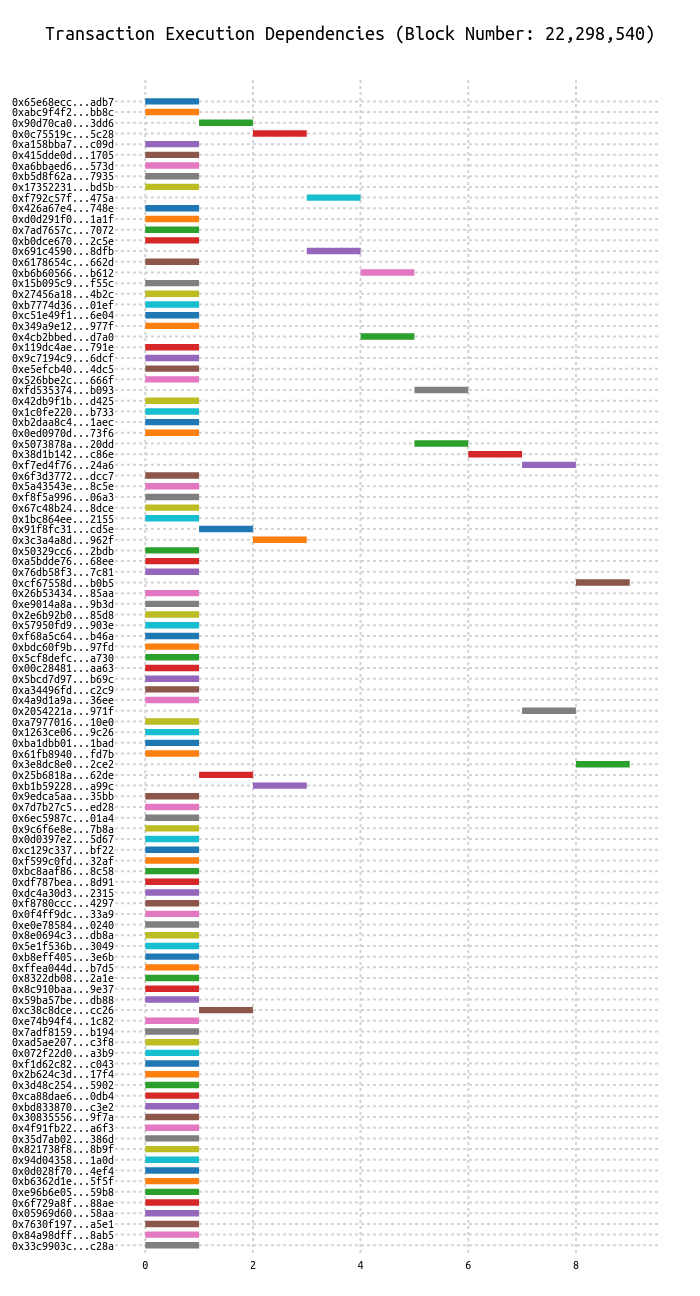 Transaction Execution Dependencies (Block Number: 22,298,540)
0x65e68ecc...adb7
0xabc9f4f2...bb8c
0x90d70ca0...3dd6
0x0c75519c...5c28
0xa158bba7...c09d
0x415dde0d...1705
0xa6bbaed6...573d
0xb5d8f62a...7935
0x17352231...bd5b
0xf792c57f...475a
0x426a67e4...748e
0xd0d291f0...1a1f
0x7ad7657c...7072
0xb0dce670...2c5e
0x691c4590...8dfb
0x6178654c...662d
0xb6b60566...b612
0x15b095c9...f55c
0x27456a18...4b2c
0xb7774d36...01ef
0xc51e49f1...6e04
0x349a9e12...977f
0x4cb2bbed...d7a0
0x119dc4ae...791e
0x9c7194c9...6dcf
0xe5efcb40...4dc5
0x526bbe2c...666f
0xfd535374...b093
0x42db9f1b...d425
0x1c0fe220...b733
0xb2daa8c4...1aec
0x0ed0970d...73f6
0x5073878a...20dd
0x38d1b142...c86e
0xf7ed4f76...24a6
0x6f3d3772...dcc7
0x5a43543e...8c5e
0xf8f5a996...06a3
0x67c48b24...8dce
0x1bc864ee...2155
0x91f8fc31...cd5e
0x3c3a4a8d...962f
0x50329cc6...2bdb
0xa5bdde76...68ee
0x76db58f3...7c81
0xcf67558d...b0b5
0x26b53434...85aa
0xe9014a8a...9b3d
0x2e6b92b0...85d8
0x57950fd9...903e
0xf68a5c64...b46a
0xbdc60f9b...97fd
0x5cf8defc...a730
0x00c28481...aa63
0x5bcd7d97...b69c
0xa34496fd...c2c9
0x4a9d1a9a...36ee
0x2054221a...971f
0xa7977016...10e0
0x1263ce06...9c26
0xba1dbb01...1bad
0x61fb8940...fd7b
0x3e8dc8e0...2ce2
0x25b6818a...62de
0xb1b59228...a99c
0x9edca5aa...35bb
0x7d7b27c5...ed28
0x6ec5987c...01a4
0x9c6f6e8e...7b8a
0x0d0397e2...5d67
0xc129c337...bf22
0xf599c0fd...32af
0xbc8aaf86...8c58
0xdf787bea...8d91
0xdc4a30d3...2315
0xf8780ccc...4297
0x0f4ff9dc...33a9
0xe0e78584...0240
0x8e0694c3...db8a
0x5e1f536b...3049
0xb8eff405...3e6b
0xffea044d...b7d5
0x8322db08...2a1e
0x8c910baa...9e37
0x59ba57be...db88
0xc38c8dce...cc26
0xe74b94f4...1c82
0x7adf8159...b194
0xad5ae207...c3f8
0x072f22d0...a3b9
0xf1d62c82...c043
0x2b624c3d...17f4
0x3d48c254...5902
0xca88dae6...0db4
0xbd833870...c3e2
0x30835556...9f7a
0x4f91fb22...a6f3
0x35d7ab02...386d
0x821738f8...8b9f
0x94d04358...1a0d
0x0d028f70...4ef4
0xb6362d1e...5f5f
0xe96b6e05...59b8
0x6f729a8f...88ae
0x05969d60...58aa
0x7630f197...a5e1
0x84a98dff...8ab5
0x33c9903c...c28a
0 2 4 6 8